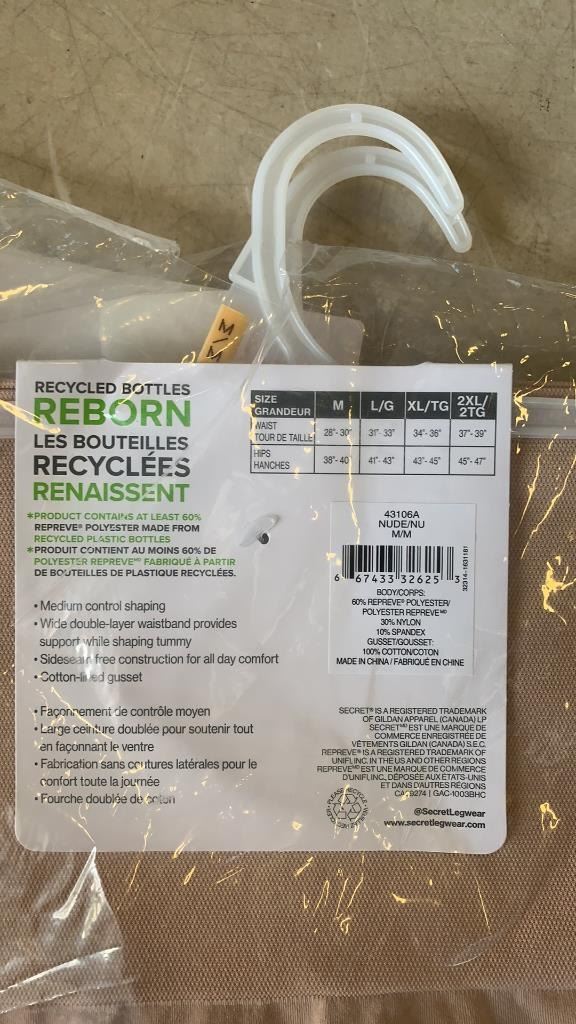 M/M
RECYCLED BOTTLES
REBORN
LES BOUTEILLES
RECYCLÉES
RENAISSENT
*PRODUCT CONTAINS AT LEAST 60%
REPREVE® POLYESTER MADE FROM
RECYCLED PLASTIC BOTTLES
*PRODUIT CONTIENT AU MOINS 60% DE
POLYESTER REPREVEᴹᴰ FABRIQUÉ À PARTIR
DE BOUTEILLES DE PLASTIQUE RECYCLÉES.
• Medium control shaping
• Wide double-layer waistband provides
support while shaping tummy
• Sideseam free construction for all day comfort
• Cotton-lined gusset
• Façonnement de contrôle moyen
• Large ceinture doublée pour soutenir tout
en façonnant le ventre
• Fabrication sans coutures latérales pour le
confort toute la journée
• Fourche doublée de coton
SIZE GRANDEUR M L/G XL/TG 2XL/2TG
WAIST TOUR DE TAILLE 28"- 30" 31"- 33" 34"- 36" 37"- 39"
HIPS HANCHES 38"- 40" 41"- 43" 43"- 45" 45"- 47"
43106A
NUDE/NU
M/M
6 67433 32625 3
32314-1631181
BODY/CORPS:
60% REPREVE® POLYESTER/
POLYESTER REPREVEᴹᴰ
30% NYLON
10% SPANDEX
GUSSET/GOUSSET:
100% COTTON/COTON
MADE IN CHINA / FABRIQUÉ EN CHINE
SECRET® IS A REGISTERED TRADEMARK
OF GILDAN APPAREL (CANADA) LP
SECRETᴹᴰ EST UNE MARQUE DE
COMMERCE ENREGISTRÉE DE
VÊTEMENTS GILDAN (CANADA) S.E.C.
REPREVE® IS A REGISTERED TRADEMARK OF
UNIFI, INC. IN THE US AND OTHER REGIONS
REPREVEᴹᴰ EST UNE MARQUE DE COMMERCE
D'UNIFI, INC., DÉPOSÉE AUX ÉTATS-UNIS
ET DANS D'AUTRES RÉGIONS
CA09274 | GAC-1003BHC
@SecretLegwear
www.secretlegwear.com